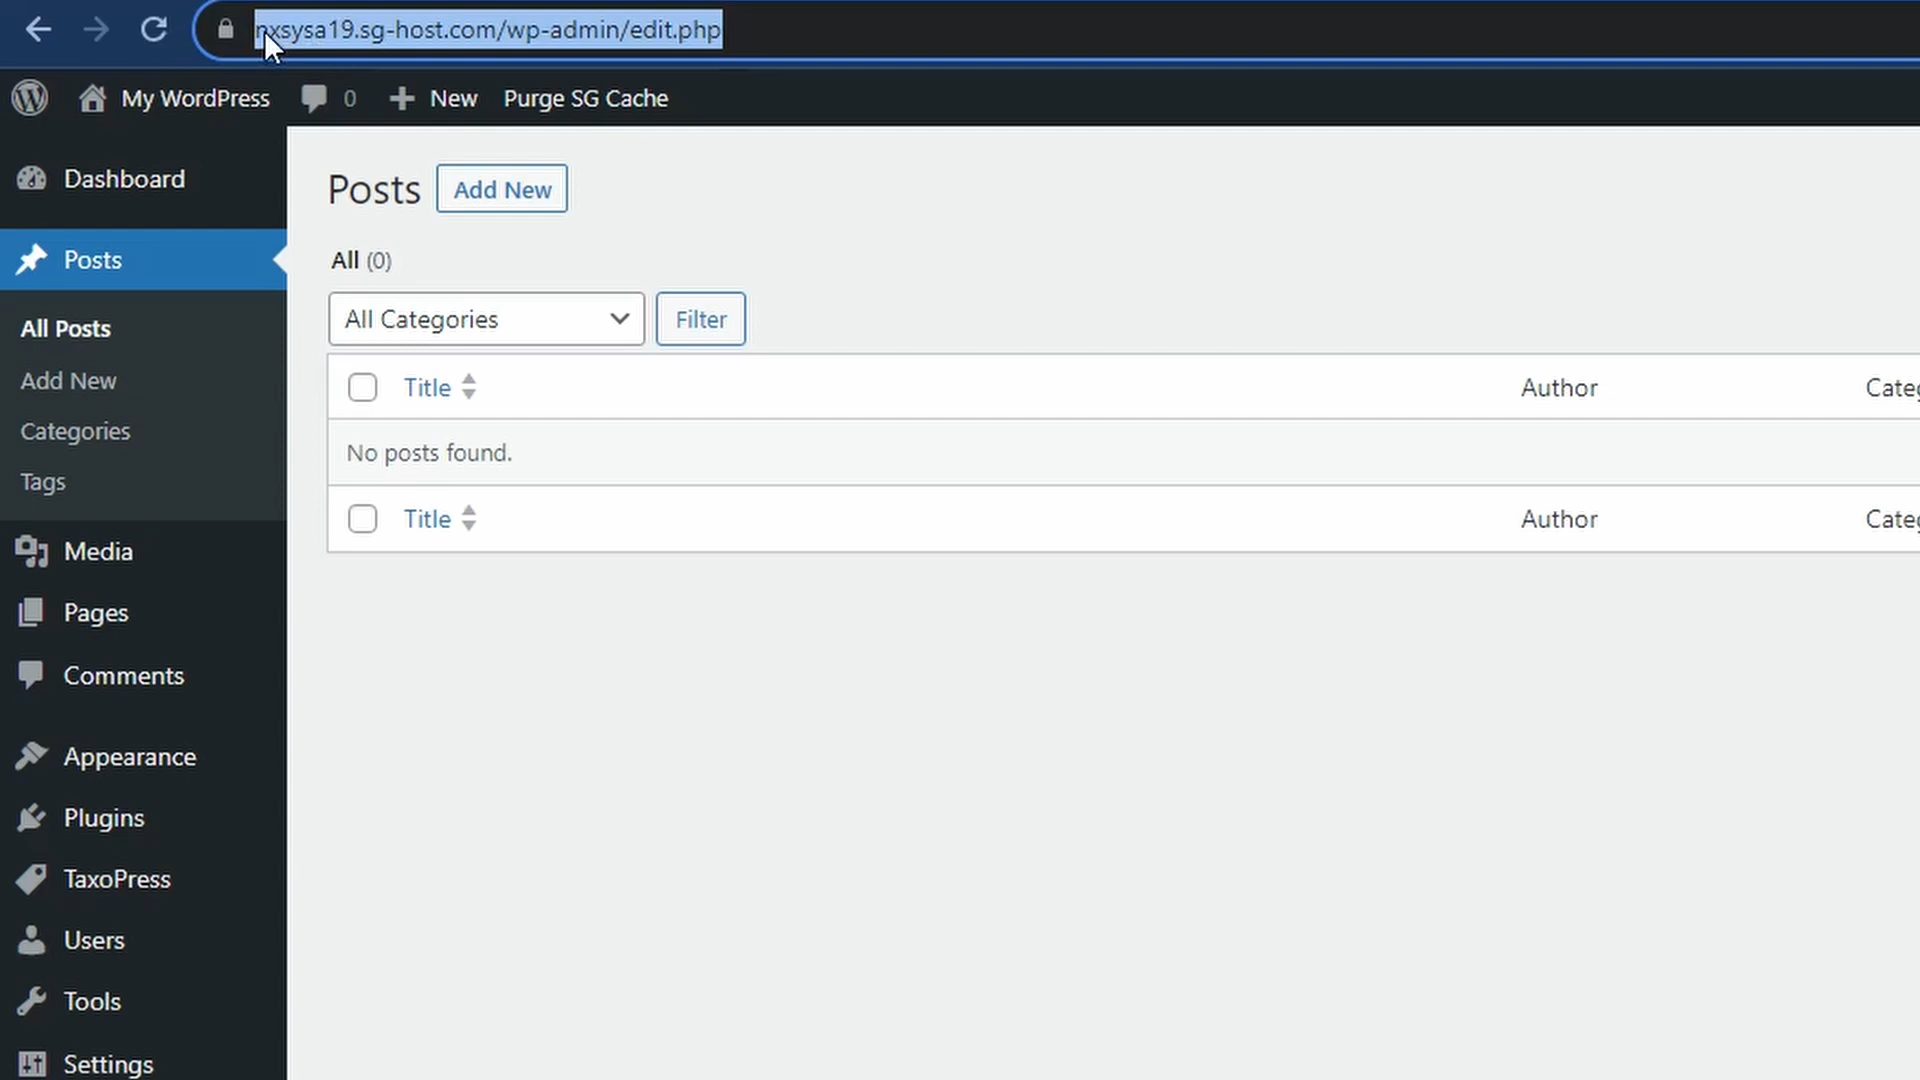 nxsysa19.sg-host.com/wp-admin/edit.php
My WordPress 0 New Purge SG Cache
Dashboard
Posts
All Posts
Add New
Categories
Tags
Media
Pages
Comments
Appearance
Plugins
TaxoPress
Users
Tools
Settings
Posts Add New
All (0)
All Categories Filter
Title Author Categ
No posts found.
Title Author Categ